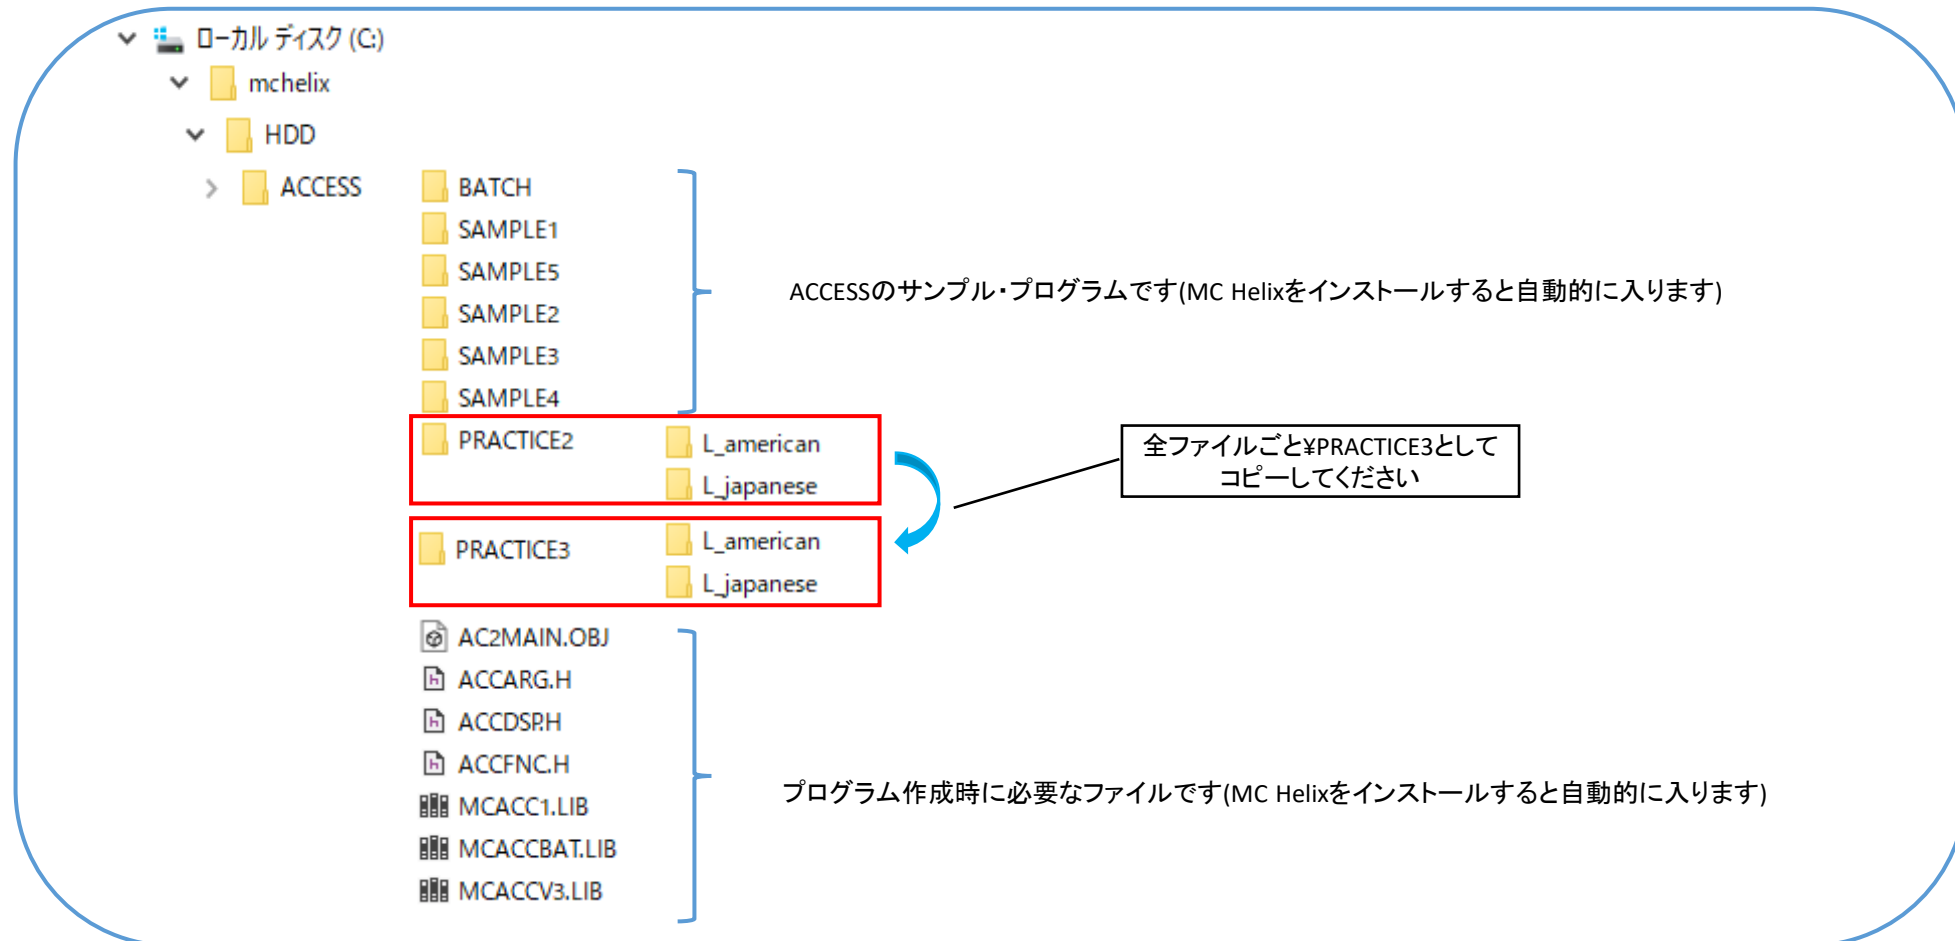 ローカル ディスク (C:)
mchelix
HDD
ACCESS
BATCH
SAMPLE1
SAMPLE5
SAMPLE2
SAMPLE3
SAMPLE4
ACCESSのサンプル・プログラムです(MC Helixをインストールすると自動的に入ります)
PRACTICE2
L_american
L_japanese
全ファイルごと¥PRACTICE3として
コピーしてください
PRACTICE3
L_american
L_japanese
AC2MAIN.OBJ
ACCARG.H
ACCDSP.H
ACCFNC.H
MCACC1.LIB
MCACCBAT.LIB
MCACCV3.LIB
プログラム作成時に必要なファイルです(MC Helixをインストールすると自動的に入ります)